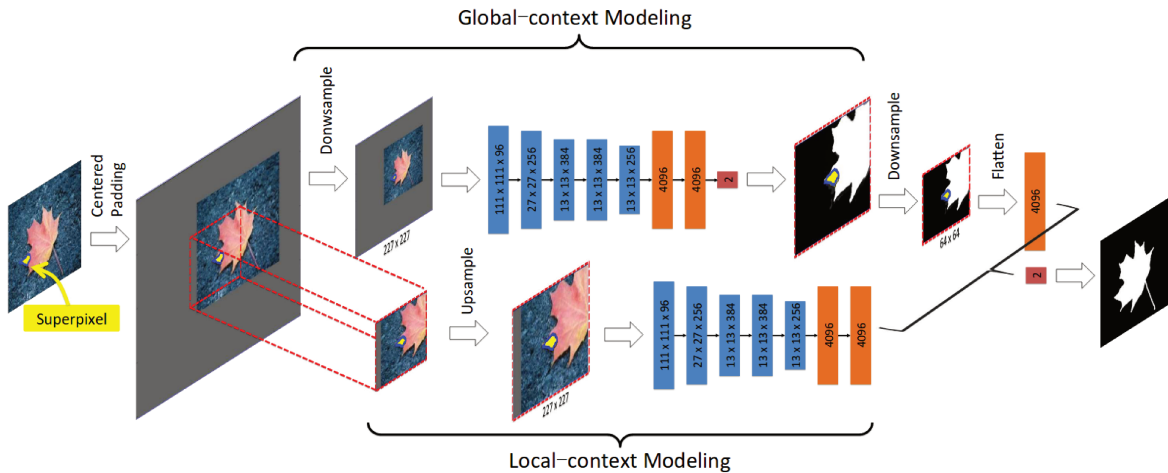 Global-context Modeling
Centered
Padding
Superpixel
Donwsample
227 x 227
111 x 111 x 96
27 x 27 x 256
13 x 13 x 384
13 x 13 x 384
13 x 13 x 256
4096
4096
2
Downsample
64 x 64
Flatten
4096
2
Upsample
227 x 227
111 x 111 x 96
27 x 27 x 256
13 x 13 x 384
13 x 13 x 384
13 x 13 x 256
4096
4096
Local-context Modeling